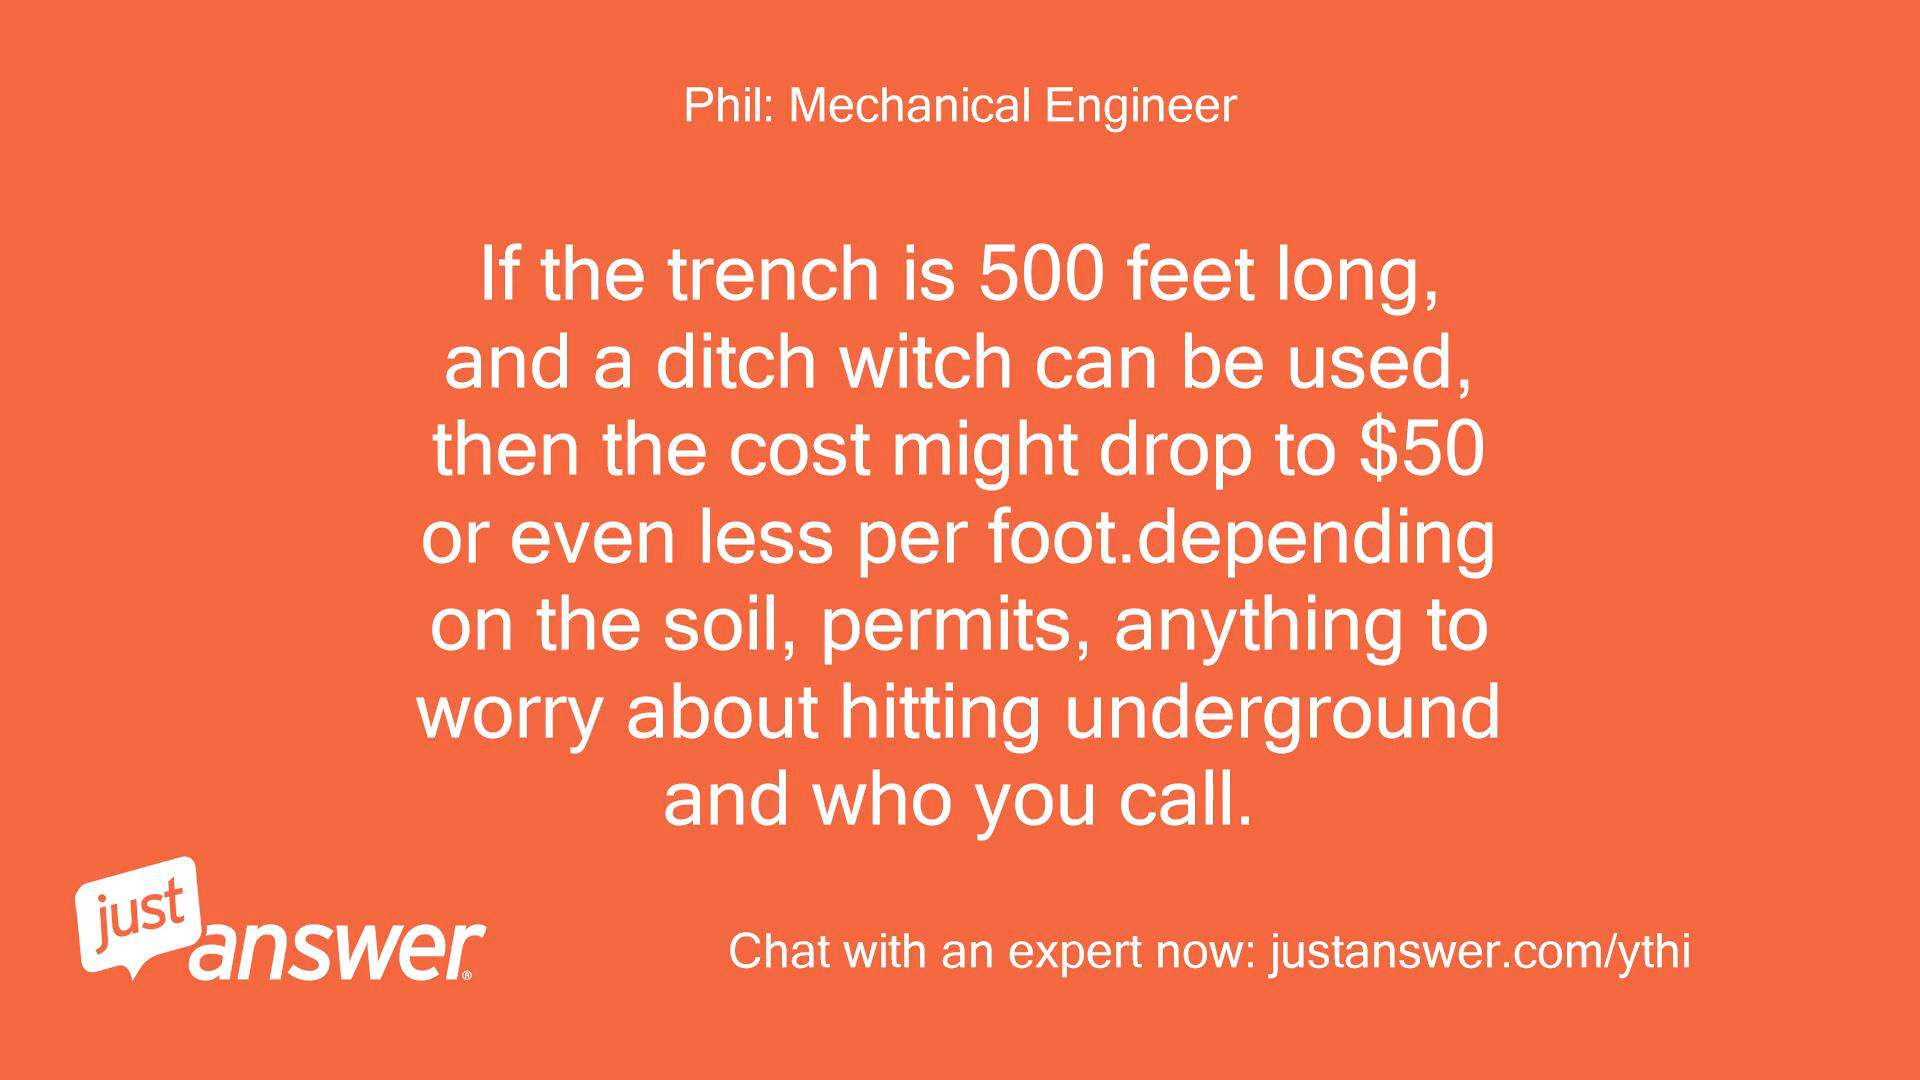 Phil: Mechanical Engineer
If the trench is 500 feet long,
and a ditch witch can be used,
then the cost might drop to $50
or even less per foot.depending
on the soil, permits, anything to
worry about hitting underground
and who you call.
just
answer®
Chat with an expert now: justanswer.com/ythi